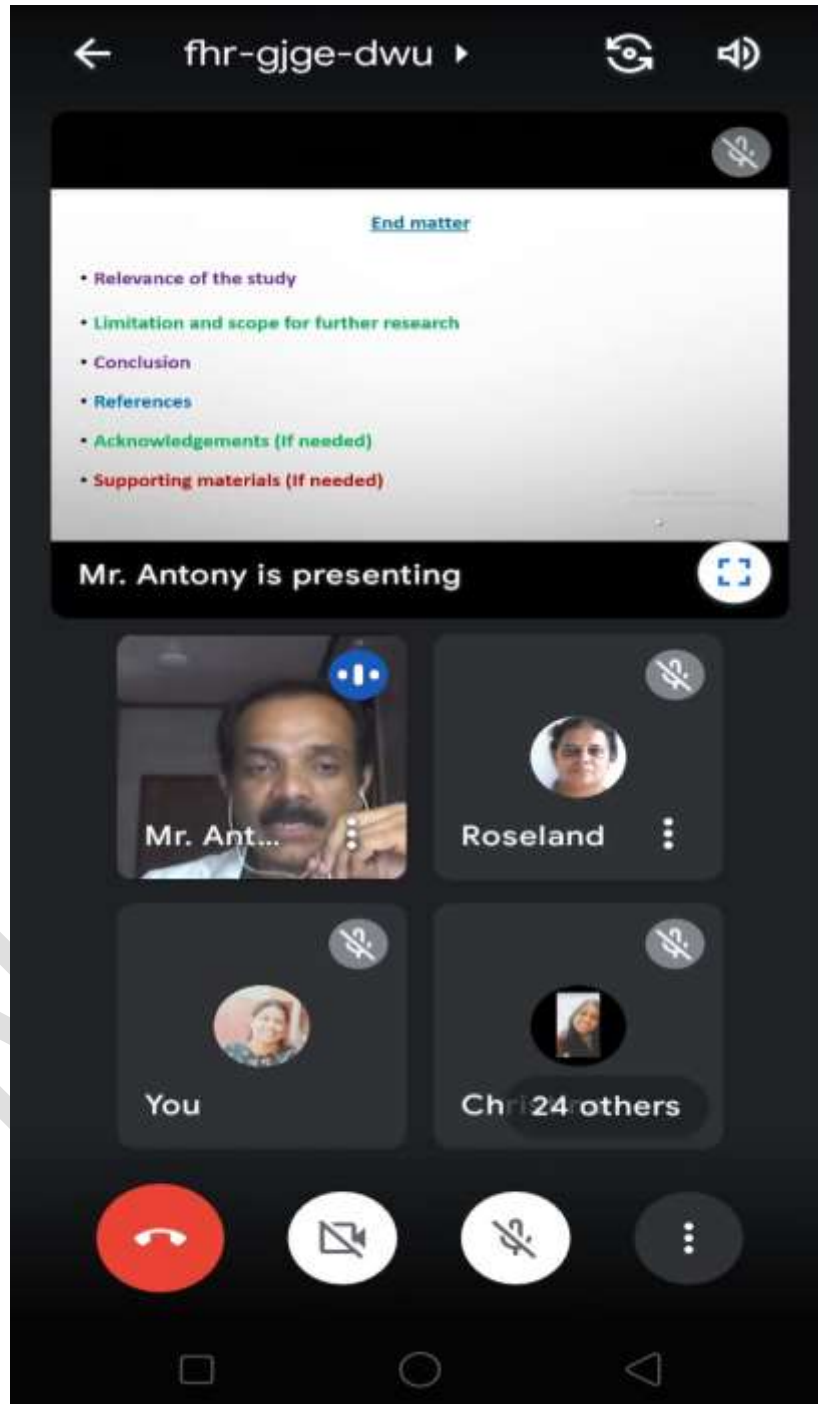 fhr-gjge-dwu
End matter
• Relevance of the study
• Limitation and scope for further research
• Conclusion
• References
• Acknowledgements (If needed)
• Supporting materials (If needed)
Mr. Antony is presenting
Mr. Ant...
Roseland
You
24 others